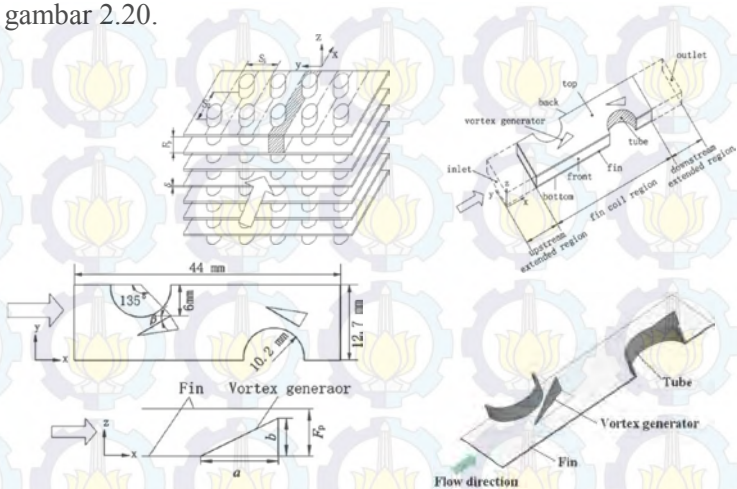 gambar 2.20.
z
x
y
outlet
top
back
vortex generator
tube
inlet
front
fin
bottom
y
z
x
upstream
extended region
fin coil region
downstream
extended region
44 mm
135°
6mm
β
12.7 mm
10.2 mm
y
x
Fin
Vortex generaor
z
x
a
b
Fp
Tube
Vortex generator
Fin
Flow direction